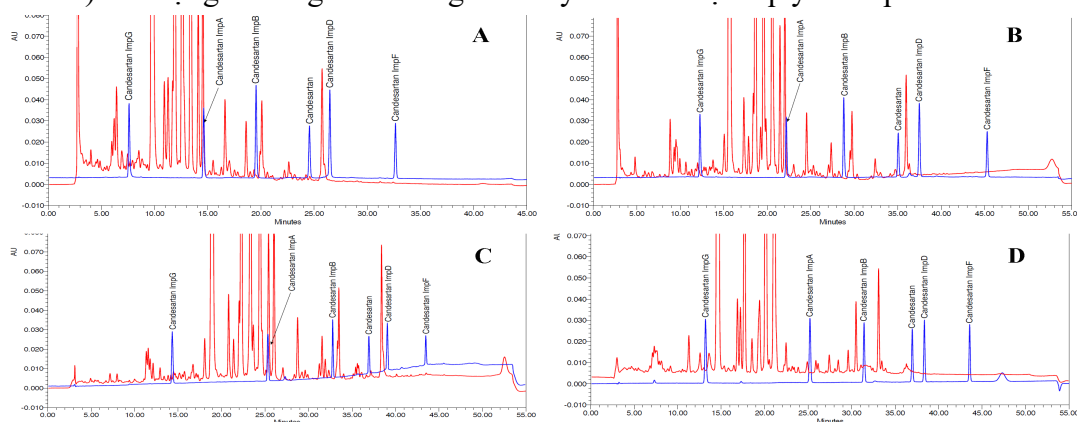 A
AU
0.080
0.070
0.060
0.050
0.040
0.030
0.020
0.010
0.000
-0.010
Candesartan ImpG
Candesartan ImpA
Candesartan ImpB
Candesartan
Candesartan ImpD
Candesartan ImpF
0.00 5.00 10.00 15.00 20.00 25.00 30.00 35.00 40.00 45.00
Minutes
B
AU
0.070
0.060
0.050
0.040
0.030
0.020
0.010
0.000
-0.010
Candesartan ImpG
Candesartan ImpA
Candesartan ImpB
Candesartan
Candesartan ImpD
Candesartan ImpF
0.00 5.00 10.00 15.00 20.00 25.00 30.00 35.00 40.00 45.00 50.00 55.00
Minutes
C
AU
0.070
0.060
0.050
0.040
0.030
0.020
0.010
0.000
-0.010
Candesartan ImpG
Candesartan ImpA
Candesartan ImpB
Candesartan
Candesartan ImpD
Candesartan ImpF
0.00 5.00 10.00 15.00 20.00 25.00 30.00 35.00 40.00 45.00 50.00 55.00
Minutes
D
AU
0.070
0.060
0.050
0.040
0.030
0.020
0.010
0.000
-0.010
Candesartan ImpG
Candesartan ImpA
Candesartan ImpB
Candesartan
Candesartan ImpD
Candesartan ImpF
0.00 5.00 10.00 15.00 20.00 25.00 30.00 35.00 40.00 45.00 50.00 55.00
Minutes